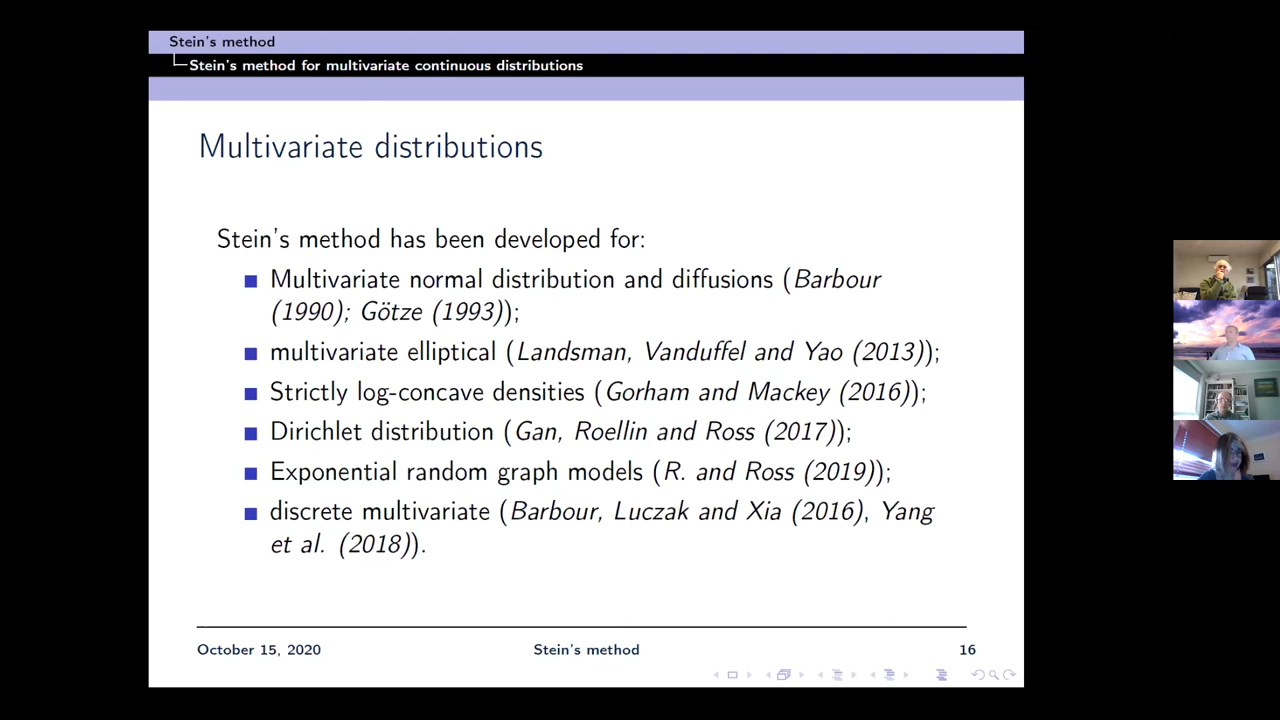 Stein's method
Stein's method for multivariate continuous distributions
Multivariate distributions
Stein's method has been developed for:
Multivariate normal distribution and diffusions (Barbour
(1990); Götze (1993));
multivariate elliptical (Landsman, Vanduffel and Yao (2013));
Strictly log-concave densities (Gorham and Mackey (2016));
Dirichlet distribution (Gan, Roellin and Ross (2017));
Exponential random graph models (R. and Ross (2019));
discrete multivariate (Barbour, Luczak and Xia (2016), Yang
et al. (2018)).
October 15, 2020 Stein's method 16